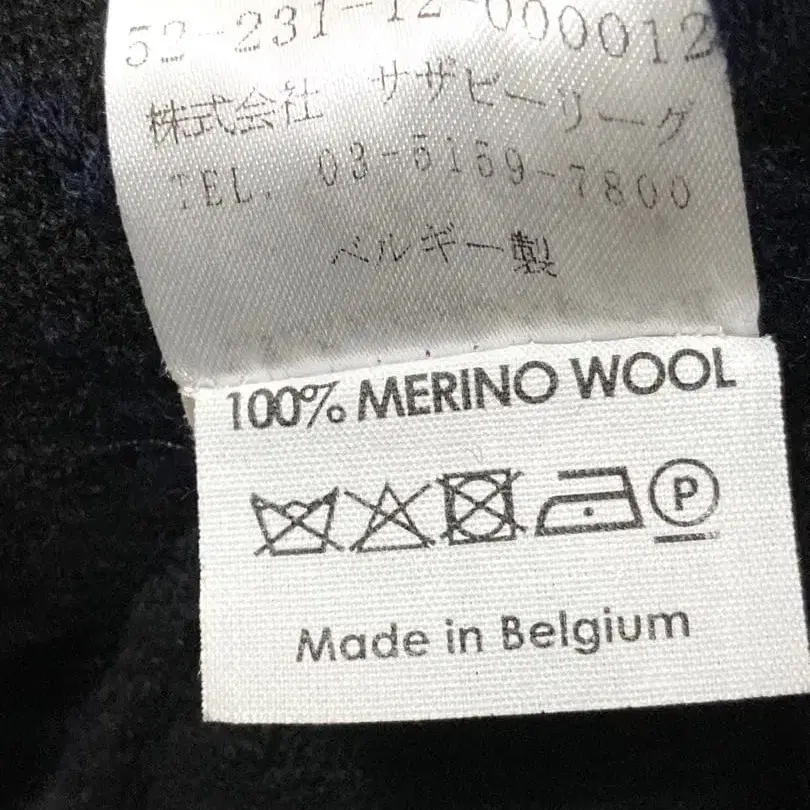 52-231-12-000012
株式会社 サザビーリーグ
TEL. 03-5159-7800
ベルギー製
100% MERINO WOOL
P
Made in Belgium